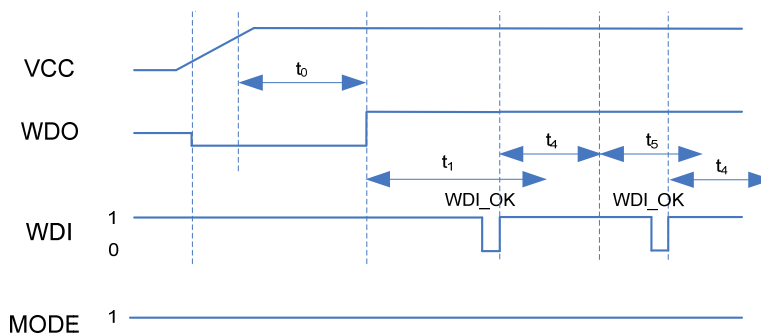 VCC
t₀
WDO
t₄
t₅
t₁
t₄
WDI_OK
WDI_OK
WDI
1
0
MODE
1